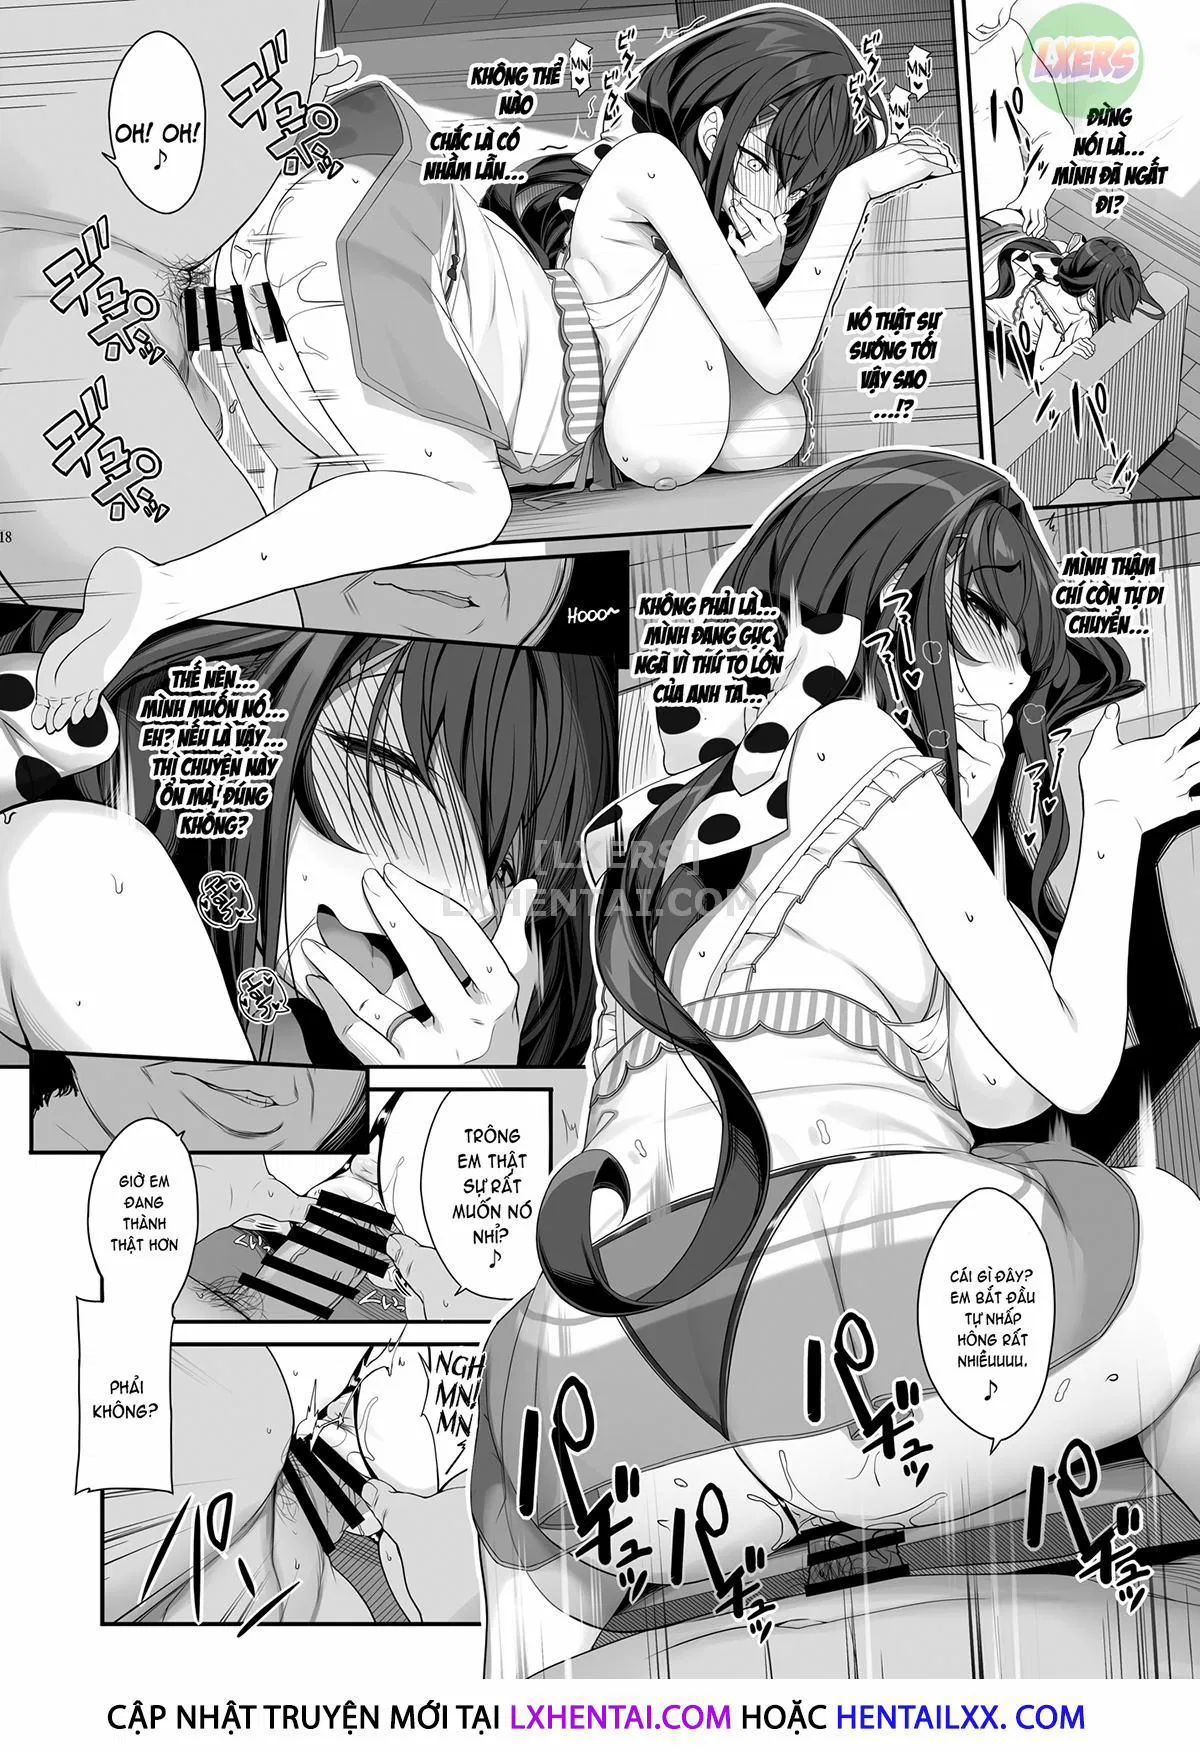 LXERS
ĐỪNG
NÓI LÀ...
MÌNH ĐÃ NGẤT
ĐI?
KHÔNG THỂ
NÀO
CHẮC LÀ CÓ
NHẦM LẪN...
MN!
MN!
OH! OH!
♪
NÓ THẬT SỰ
SƯỚNG TỚI
VẬY SAO
...!?
18
MÌNH THẬM
CHÍ CÒN TỰ DI
CHUYỂN...
KHÔNG PHẢI LÀ...
MÌNH ĐANG GỤC
NGÃ VÌ THỨ TO LỚN
CỦA ANH TA...
HOOO~
THẾ NÊN...
MÌNH MUỐN NÓ...
EH? NẾU LÀ VẬY...
THÌ CHUYỆN NÀY
ỔN MÀ, ĐÚNG
KHÔNG?
[LXERS]
LXHENTAI.COM
CÁI GÌ ĐÂY?
EM BẮT ĐẦU
TỰ NHẤP
HÔNG RẤT
NHIỀUUUU.
♪
TRÔNG
EM THẬT
SỰ RẤT
MUỐN NÓ
NHỈ?
♪
GIỜ EM
ĐANG
THÀNH
THẬT HƠN
PHẢI
KHÔNG?
NGH
MN!
MN
CẬP NHẬT TRUYỆN MỚI TẠI LXHENTAI.COM HOẶC HENTAILXX. COM